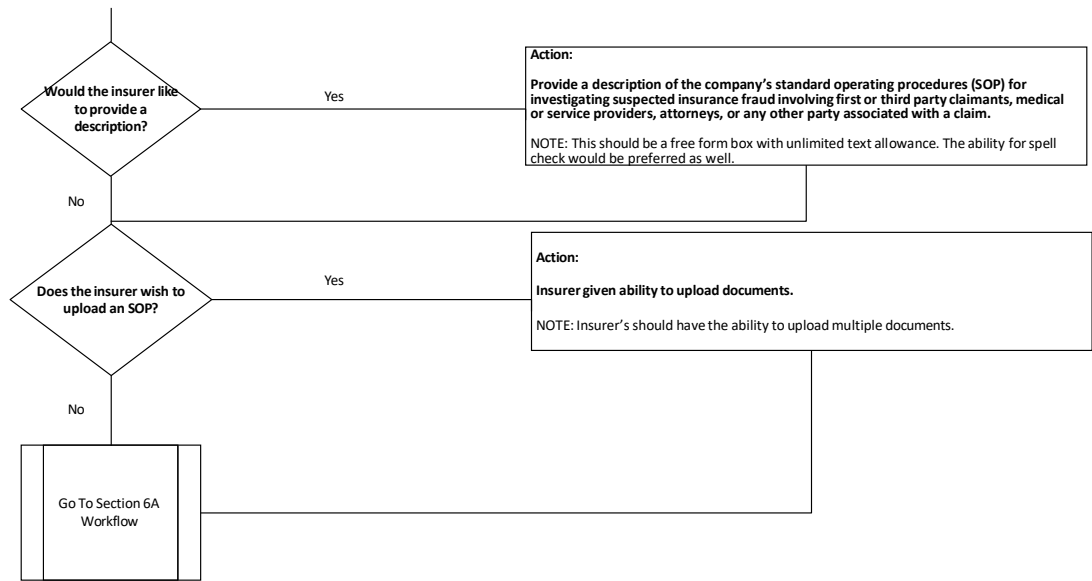 Would the insurer like
to provide a
description?
Yes
Action:
Provide a description of the company’s standard operating procedures (SOP) for
investigating suspected insurance fraud involving first or third party claimants, medical
or service providers, attorneys, or any other party associated with a claim.
NOTE: This should be a free form box with unlimited text allowance. The ability for spell
check would be preferred as well.
No
Does the insurer wish to
upload an SOP?
Yes
Action:
Insurer given ability to upload documents.
NOTE: Insurer’s should have the ability to upload multiple documents.
No
Go To Section 6A
Workflow